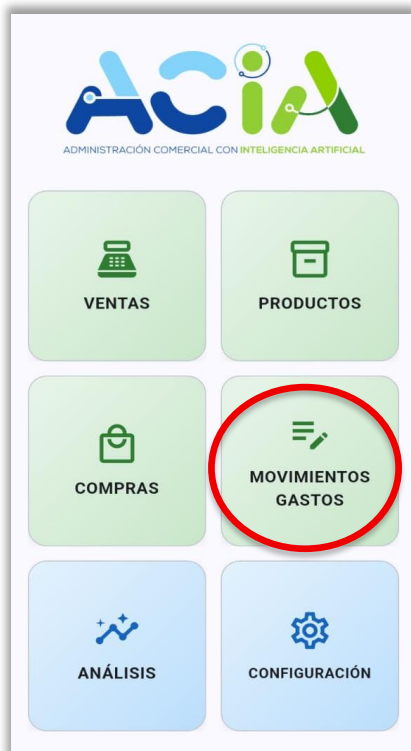 ACiA
ADMINISTRACIÓN COMERCIAL CON INTELIGENCIA ARTIFICIAL
VENTAS
PRODUCTOS
COMPRAS
MOVIMIENTOS
GASTOS
ANÁLISIS
CONFIGURACIÓN